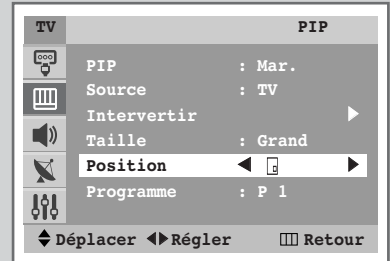 TV PIP
PIP : Mar.
Source : TV
Intervertir
Taille : Grand
Position
Programme : P 1
Déplacer Régler Retour